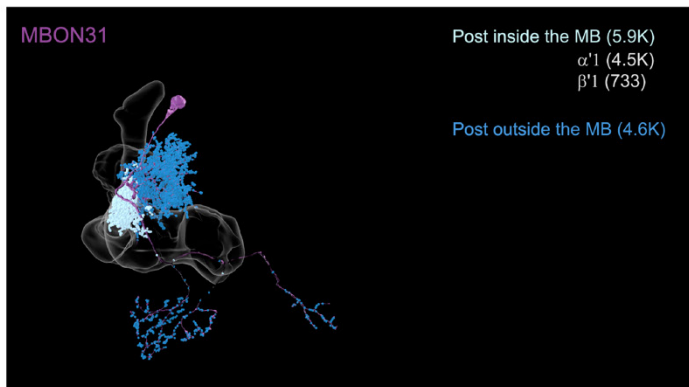 MBON31
Post inside the MB (5.9K)
α'1 (4.5K)
β'1 (733)
Post outside the MB (4.6K)